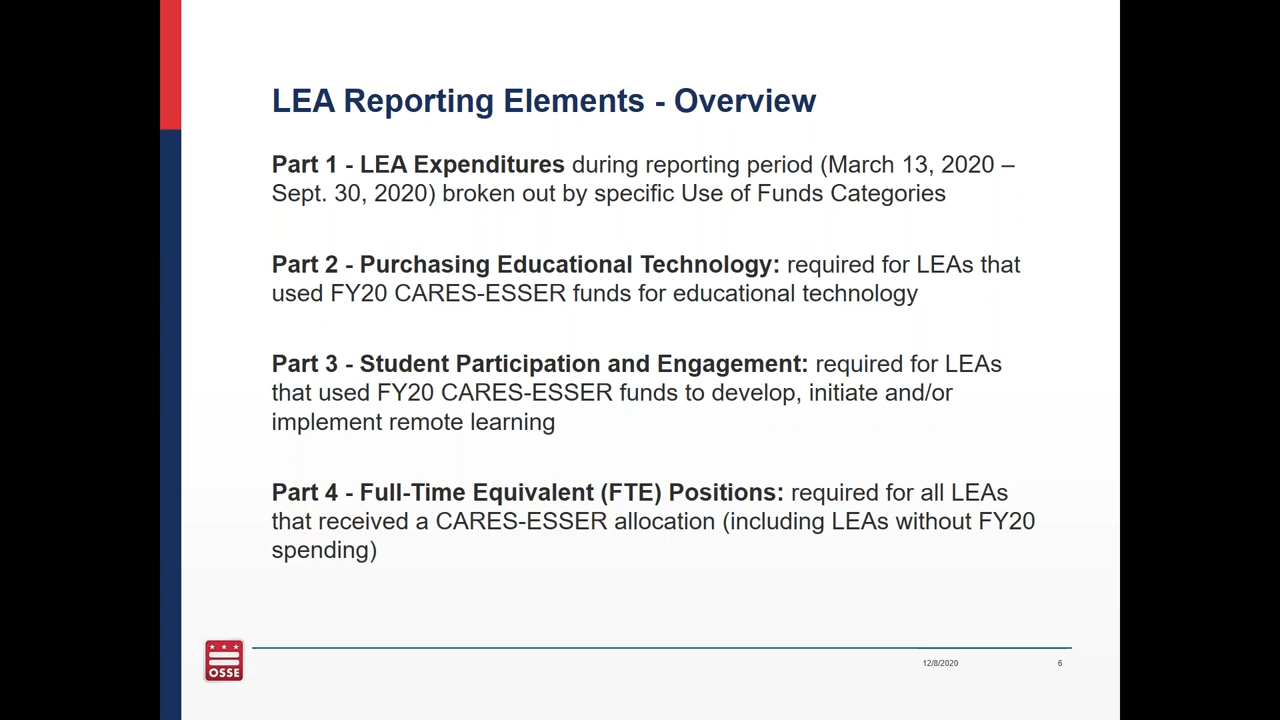 LEA Reporting Elements - Overview
Part 1 - LEA Expenditures during reporting period (March 13, 2020 –
Sept. 30, 2020) broken out by specific Use of Funds Categories
Part 2 - Purchasing Educational Technology: required for LEAs that
used FY20 CARES-ESSER funds for educational technology
Part 3 - Student Participation and Engagement: required for LEAs
that used FY20 CARES-ESSER funds to develop, initiate and/or
implement remote learning
Part 4 - Full-Time Equivalent (FTE) Positions: required for all LEAs
that received a CARES-ESSER allocation (including LEAs without FY20
spending)
OSSE
12/8/2020
6